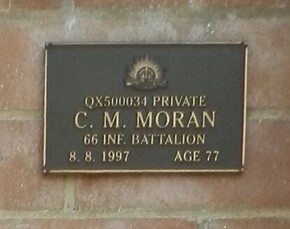 QX500034 PRIVATE
C. M. MORAN
66 INF. BATTALION
8. 8. 1997 AGE 77